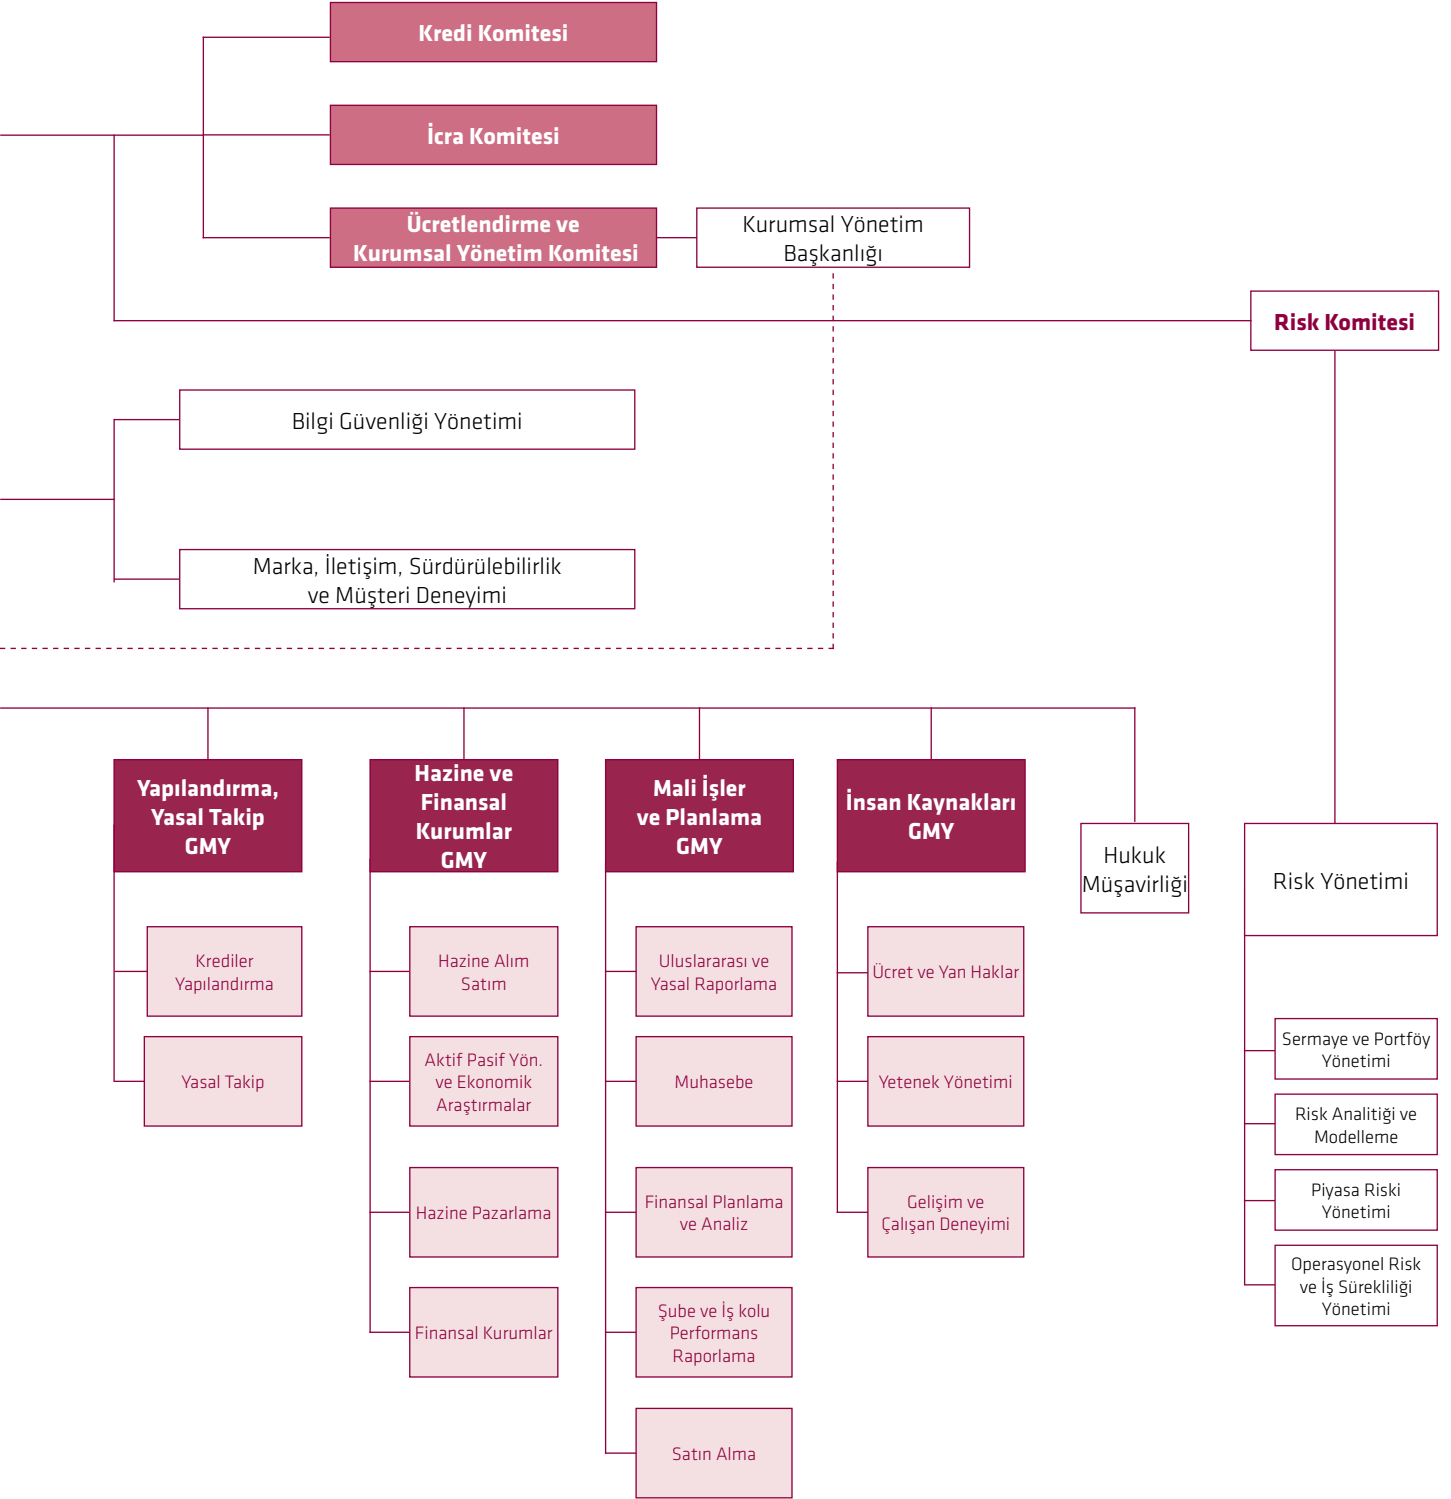 Kredi Komitesi
İcra Komitesi
Ücretlendirme ve
Kurumsal Yönetim Komitesi
Kurumsal Yönetim
Başkanlığı
Risk Komitesi
Bilgi Güvenliği Yönetimi
Marka, İletişim, Sürdürülebilirlik
ve Müşteri Deneyimi
Yapılandırma,
Yasal Takip
GMY
Hazine ve
Finansal
Kurumlar
GMY
Mali İşler
ve Planlama
GMY
İnsan Kaynakları
GMY
Hukuk
Müşavirliği
Risk Yönetimi
Krediler
Yapılandırma
Yasal Takip
Hazine Alım
Satım
Aktif Pasif Yön.
ve Ekonomik
Araştırmalar
Hazine Pazarlama
Finansal Kurumlar
Uluslararası ve
Yasal Raporlama
Muhasebe
Finansal Planlama
ve Analiz
Şube ve İş kolu
Performans
Raporlama
Satın Alma
Ücret ve Yan Haklar
Yetenek Yönetimi
Gelişim ve
Çalışan Deneyimi
Sermaye ve Portföy
Yönetimi
Risk Analitiği ve
Modelleme
Piyasa Riski
Yönetimi
Operasyonel Risk
ve İş Sürekliliği
Yönetimi